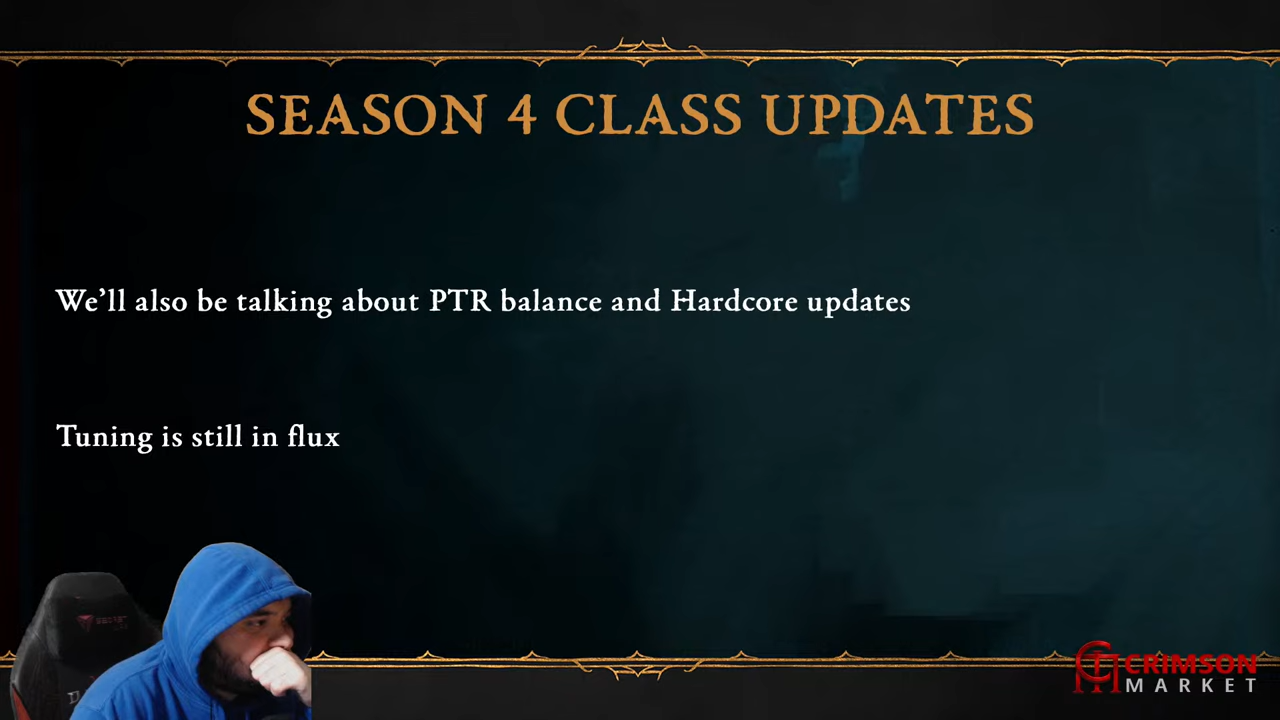 SEASON 4 CLASS UPDATES
We’ll also be talking about PTR balance and Hardcore updates
Tuning is still in flux
CRIMSON
MARKET